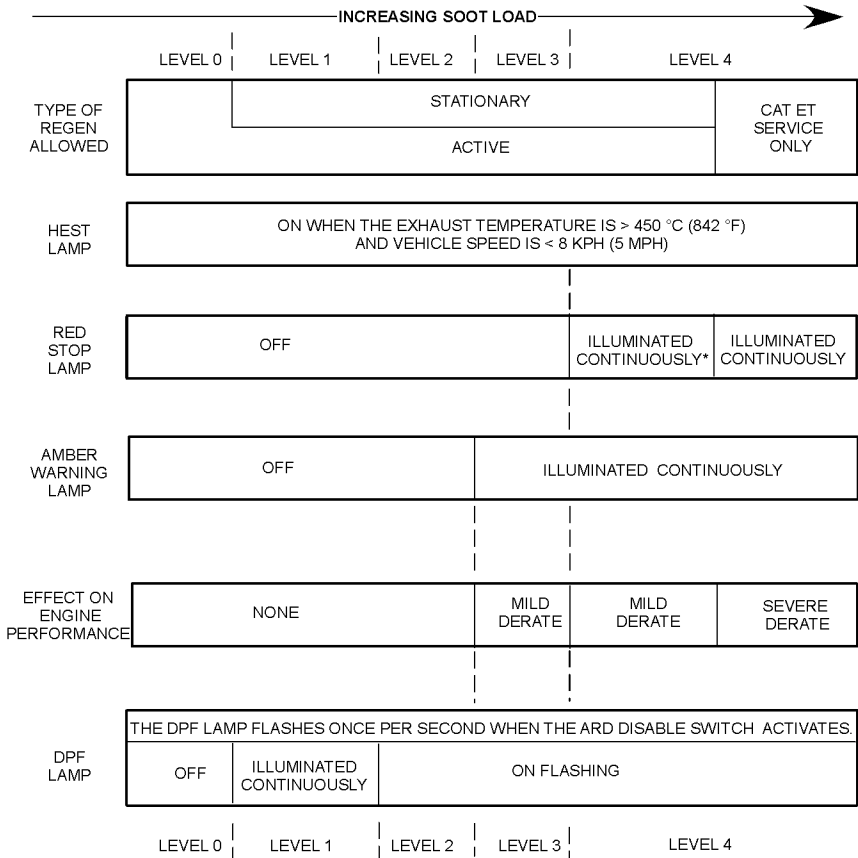 INCREASING SOOT LOAD
LEVEL 0 LEVEL 1 LEVEL 2 LEVEL 3 LEVEL 4
TYPE OF
REGEN
ALLOWED
STATIONARY
ACTIVE
CAT ET
SERVICE
ONLY
HEST
LAMP
ON WHEN THE EXHAUST TEMPERATURE IS > 450 °C (842 °F)
AND VEHICLE SPEED IS < 8 KPH (5 MPH)
RED
STOP
LAMP
OFF
ILLUMINATED
CONTINUOUSLY*
ILLUMINATED
CONTINUOUSLY
AMBER
WARNING
LAMP
OFF
ILLUMINATED CONTINUOUSLY
EFFECT ON
ENGINE
PERFORMANCE
NONE
MILD
DERATE
MILD
DERATE
SEVERE
DERATE
DPF
LAMP
THE DPF LAMP FLASHES ONCE PER SECOND WHEN THE ARD DISABLE SWITCH ACTIVATES.
OFF
ILLUMINATED
CONTINUOUSLY
ON FLASHING
LEVEL 0 LEVEL 1 LEVEL 2 LEVEL 3 LEVEL 4